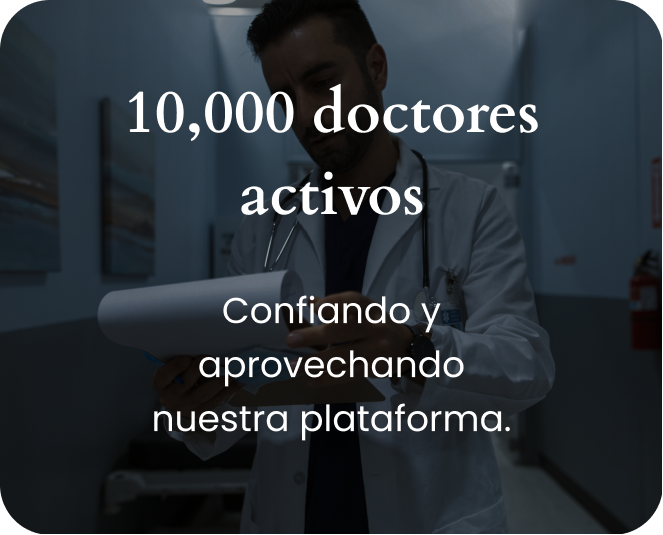 10,000 doctores
activos
Confiando y
aprovechando
nuestra plataforma.